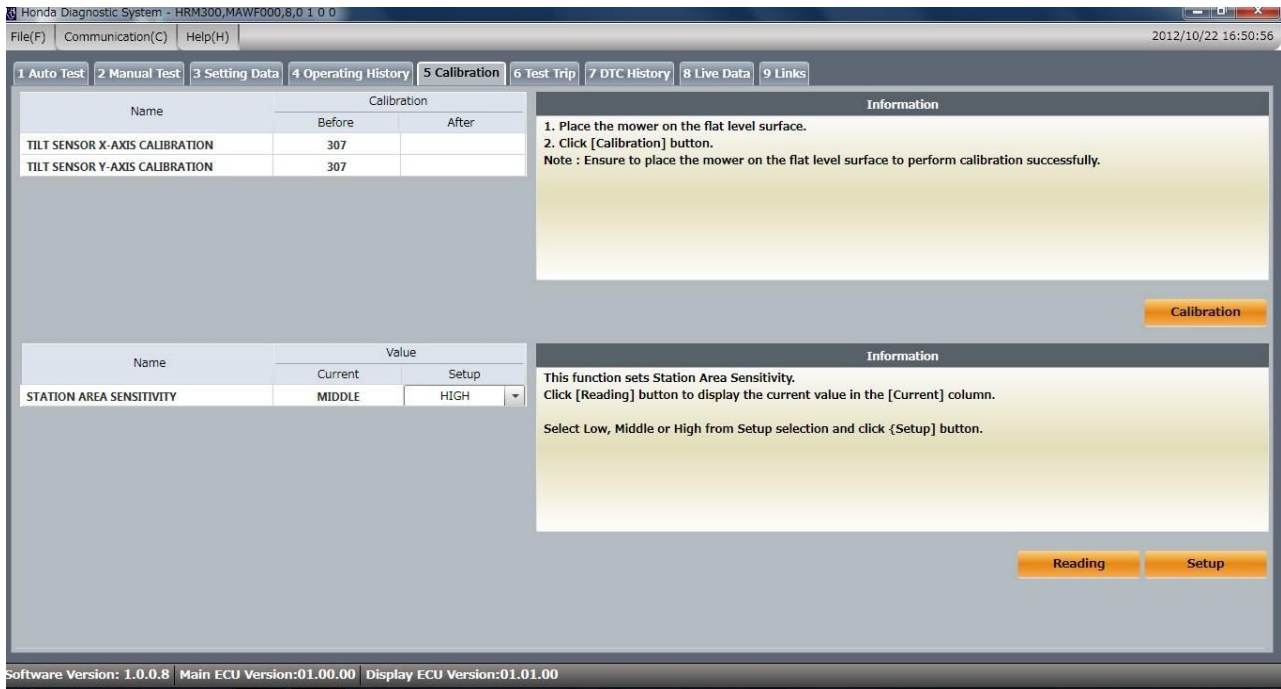 Honda Diagnostic System - HRM300,MAWF000,8,0 1 0 0
File(F) Communication(C) Help(H) 2012/10/22 16:50:56
1 Auto Test 2 Manual Test 3 Setting Data 4 Operating History 5 Calibration 6 Test Trip 7 DTC History 8 Live Data 9 Links
Name Calibration
Before After
TILT SENSOR X-AXIS CALIBRATION 307
TILT SENSOR Y-AXIS CALIBRATION 307
Information
1. Place the mower on the flat level surface.
2. Click [Calibration] button.
Note : Ensure to place the mower on the flat level surface to perform calibration successfully.
Calibration
Name Value
Current Setup
STATION AREA SENSITIVITY MIDDLE HIGH
Information
This function sets Station Area Sensitivity.
Click [Reading] button to display the current value in the [Current] column.
Select Low, Middle or High from Setup selection and click {Setup] button.
Reading Setup
Software Version: 1.0.0.8 Main ECU Version:01.00.00 Display ECU Version:01.01.00